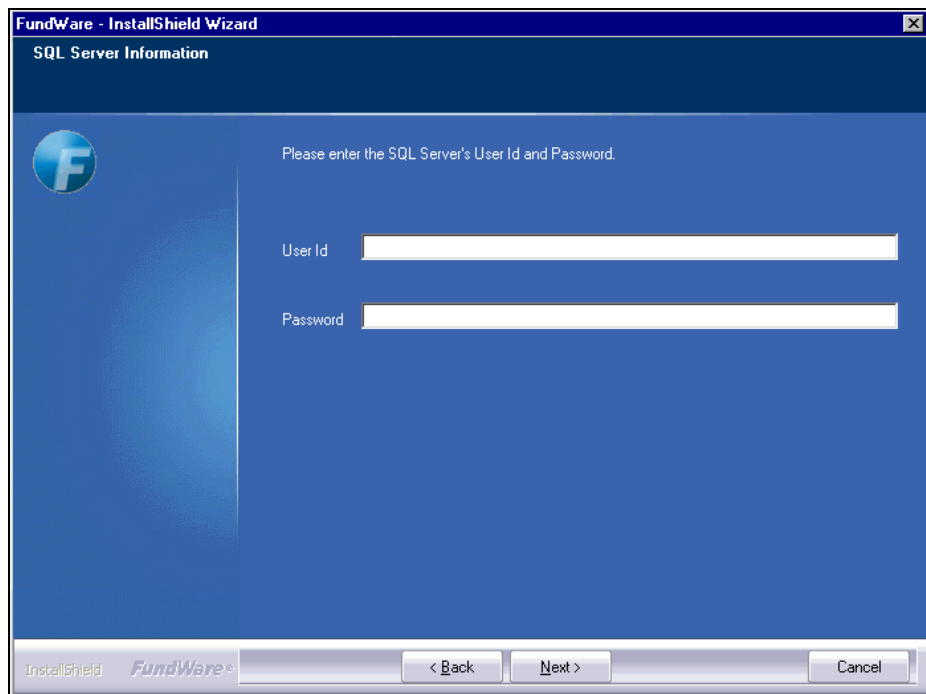 FundWare - InstallShield Wizard
SQL Server Information
F
Please enter the SQL Server's User Id and Password.
User Id
Password
InstallShield FundWare®
< Back Next > Cancel